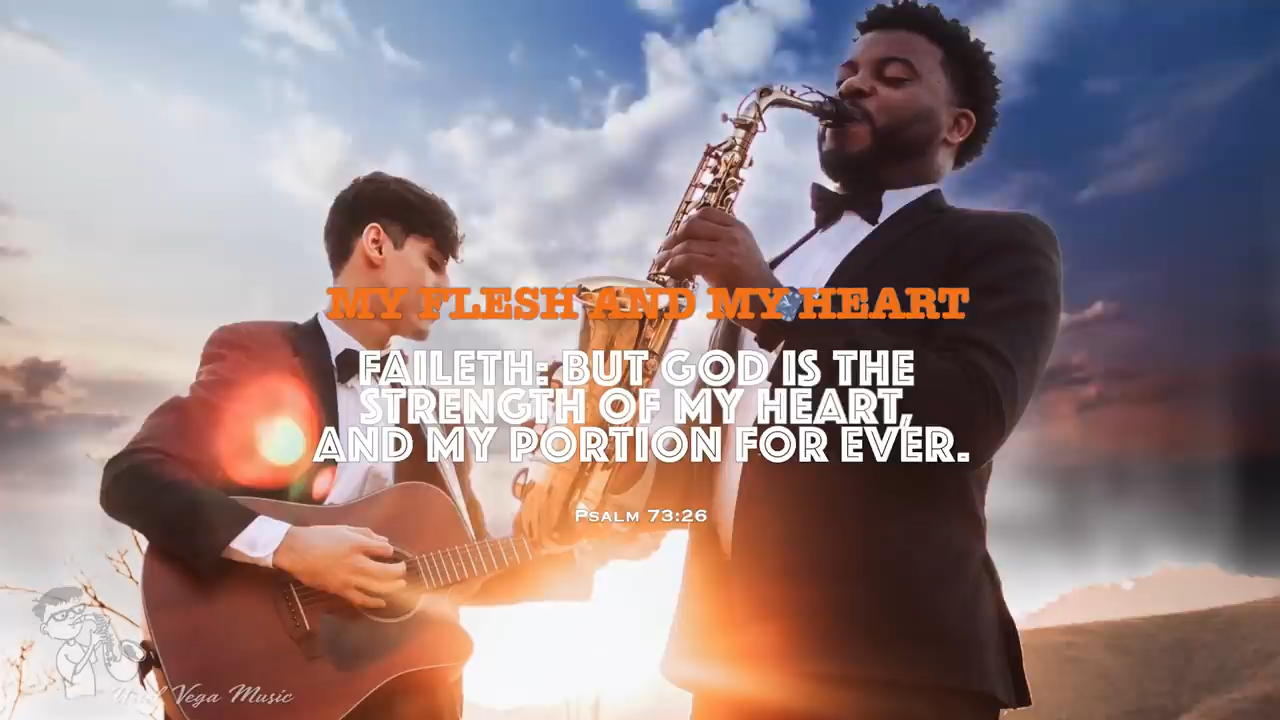 MY FLESH AND MY HEART
FAILETH: BUT GOD IS THE
STRENGTH OF MY HEART,
AND MY PORTION FOR EVER.
PSALM 73:26
Vega Music